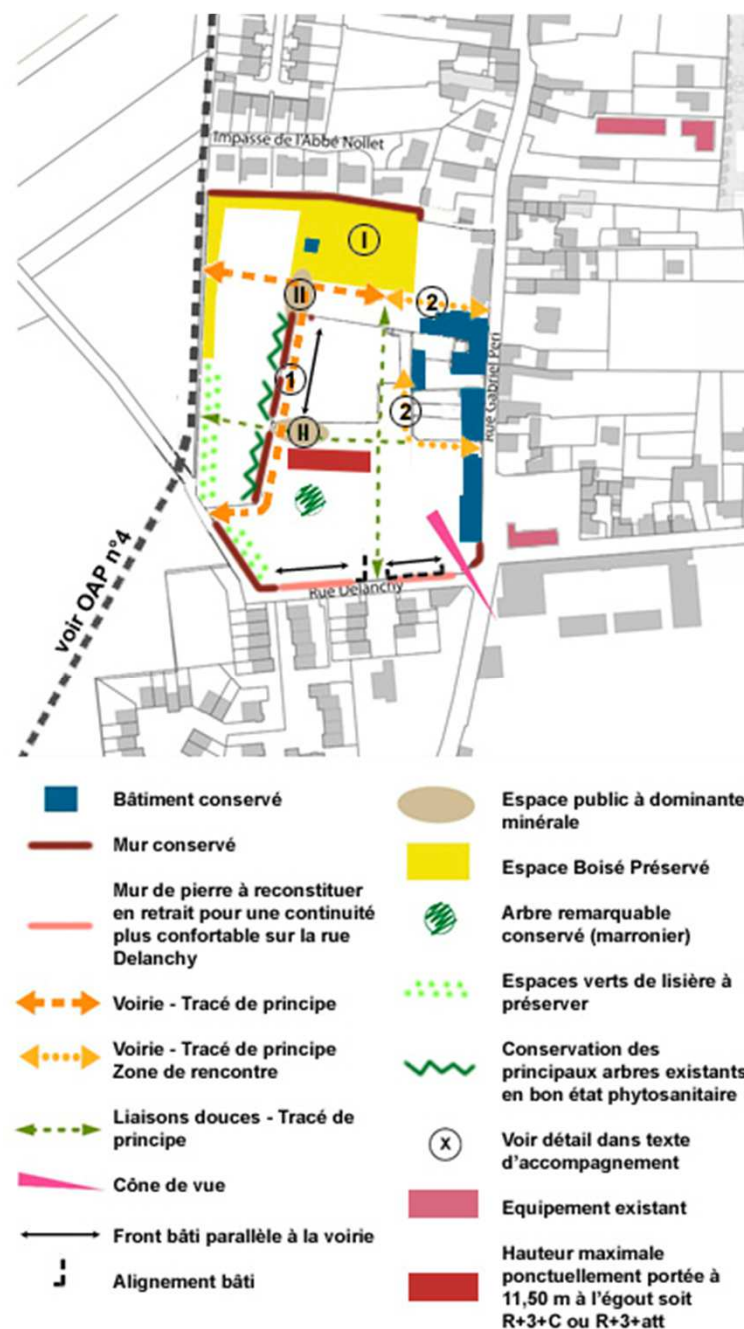 Impasse de l'Abbé Nollet
I
II
2
1
2
II
Rue Gabriel Péri
voir OAP n°4
Rue Delanchy
Bâtiment conservé
Mur conservé
Mur de pierre à reconstituer
en retrait pour une continuité
plus confortable sur la rue
Delanchy
Voirie - Tracé de principe
Voirie - Tracé de principe
Zone de rencontre
Liaisons douces - Tracé de
principe
Cône de vue
Front bâti parallèle à la voirie
Alignement bâti
Espace public à dominante
minérale
Espace Boisé Préservé
Arbre remarquable
conservé (marronier)
Espaces verts de lisière à
préserver
Conservation des
principaux arbres existants
en bon état phytosanitaire
X
Voir détail dans texte
d'accompagnement
Equipement existant
Hauteur maximale
ponctuellement portée à
11,50 m à l'égout soit
R+3+C ou R+3+att